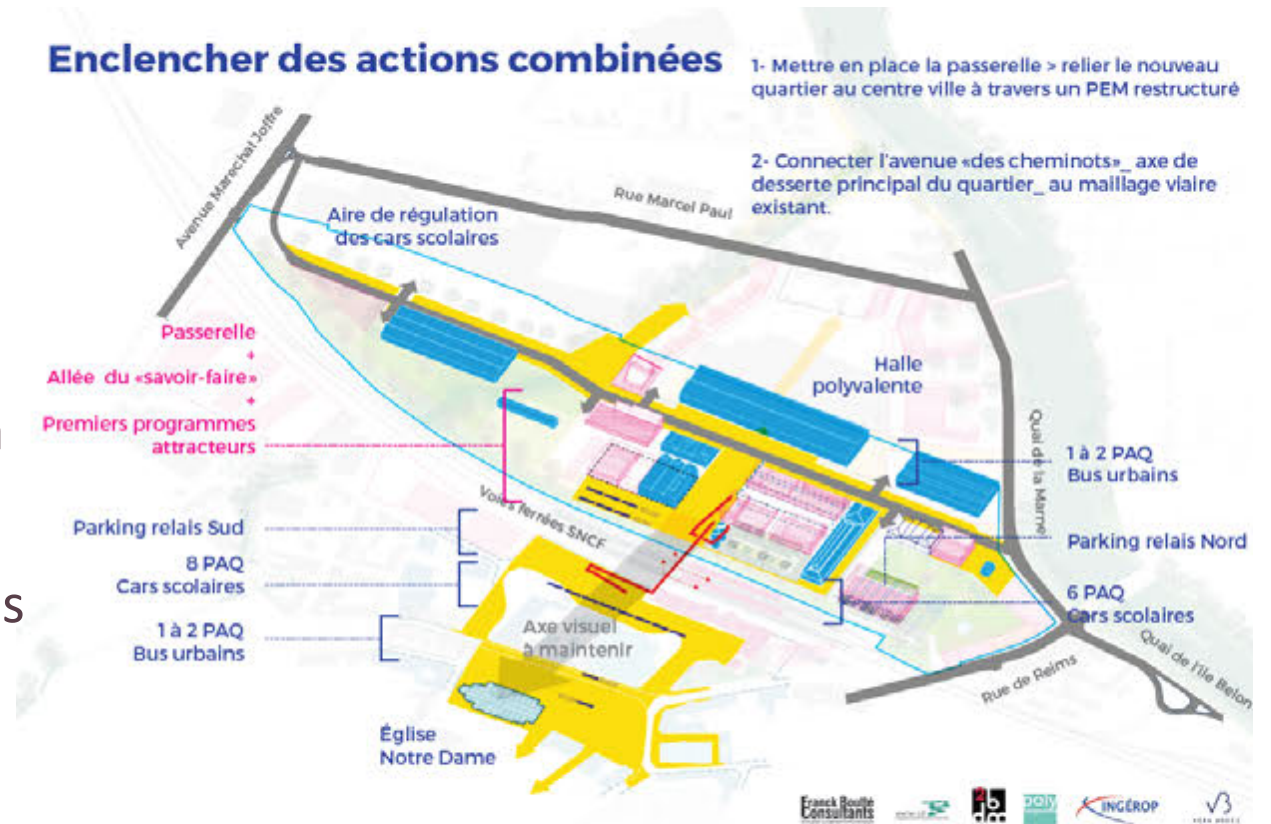 Enclencher des actions combinées
1- Mettre en place la passerelle > relier le nouveau
quartier au centre ville à travers un PEM restructuré
2- Connecter l'avenue «des cheminots»_ axe de
desserte principal du quartier_ au maillage viaire
existant.
Avenue Marechal Joffre
Rue Marcel Paul
Aire de régulation
des cars scolaires
Passerelle
+
Allée du «savoir-faire»
+
Premiers programmes
attracteurs
Halle
polyvalente
Quai de la Marne
1 à 2 PAQ
Bus urbains
Voies ferrées SNCF
Parking relais Sud
Parking relais Nord
8 PAQ
Cars scolaires
6 PAQ
Cars scolaires
1 à 2 PAQ
Bus urbains
Axe visuel
à maintenir
Quai de l'île Belon
Rue de Reims
Église
Notre Dame
s
Franck Boutté
Consultants
2
jb
poly
INGÉROP